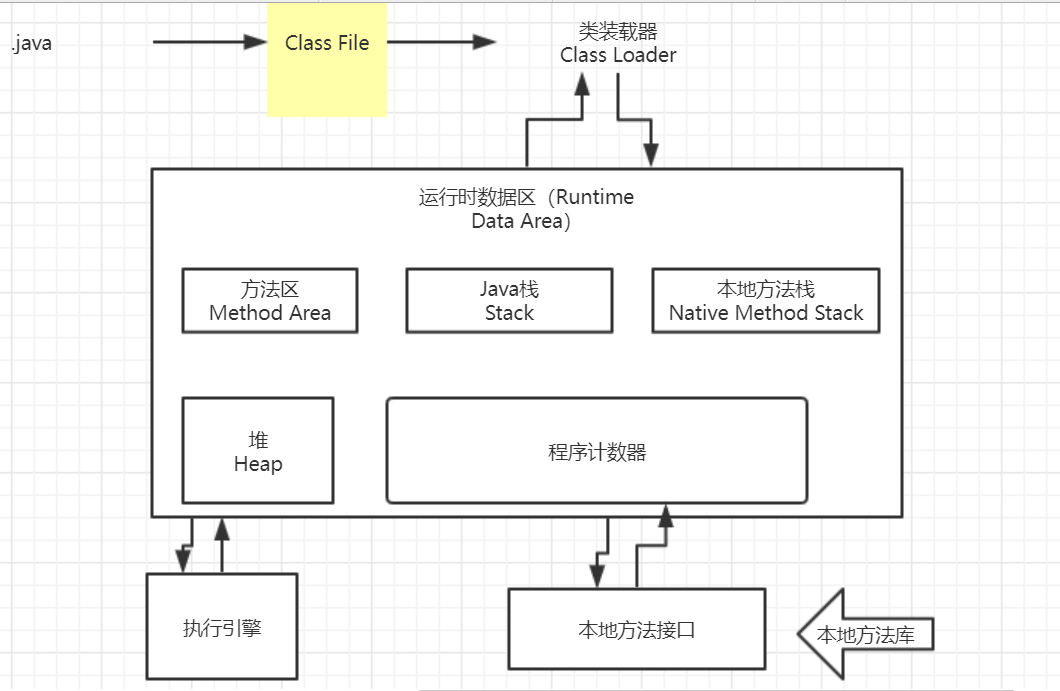 .java
Class File
类装载器
Class Loader
运行时数据区（Runtime
Data Area）
方法区
Method Area
Java栈
Stack
本地方法栈
Native Method Stack
堆
Heap
程序计数器
执行引擎
本地方法接口
本地方法库